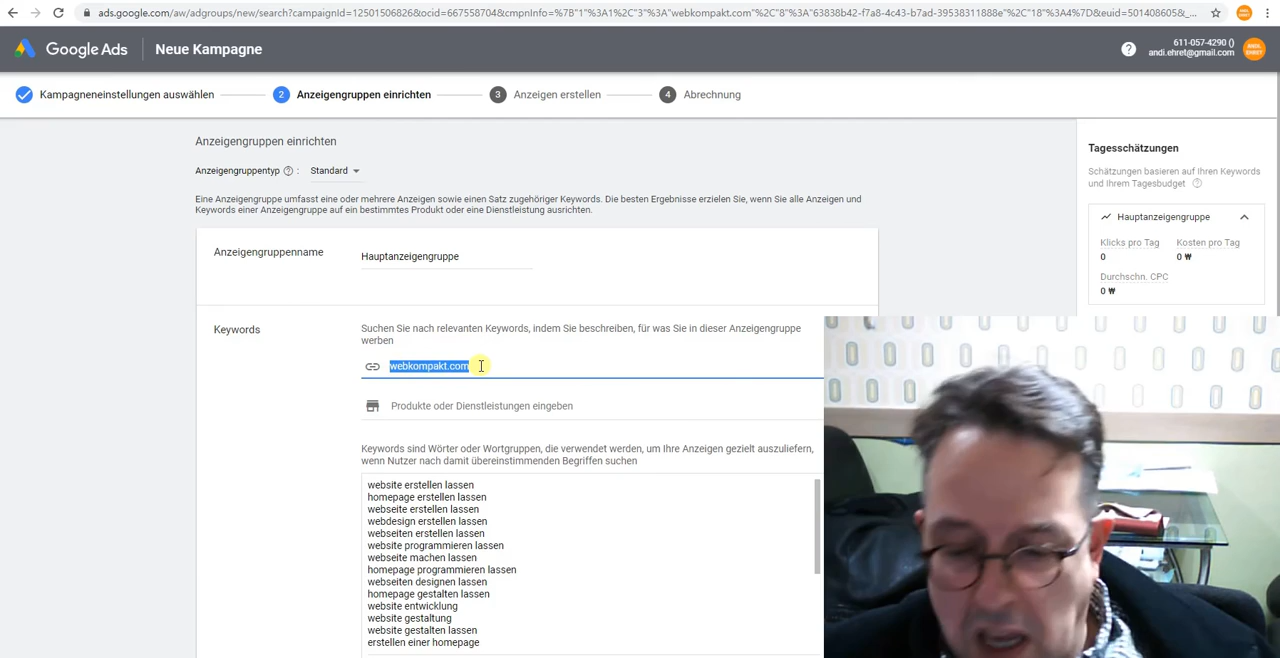 ads.google.com/aw/adgroups/new/search?campaignId=12501506826&ocid=667558704&cmpnInfo=%7B"1"%3A1%2C"3"%3A"webkompakt.com"%2C"8"%3A"63838b42-f7a8-4c43-b7ad-39538311888e"%2C"18"%3A4%7D&euid=501408605&_...
Google Ads
Neue Kampagne
611-057-4290 ()
andi.ehret@gmail.com
Kampagneneinstellungen auswählen
2 Anzeigengruppen einrichten
3 Anzeigen erstellen
4 Abrechnung
Anzeigengruppen einrichten
Anzeigengruppentyp ? : Standard
Eine Anzeigengruppe umfasst eine oder mehrere Anzeigen sowie einen Satz zugehöriger Keywords. Die besten Ergebnisse erzielen Sie, wenn Sie alle Anzeigen und
Keywords einer Anzeigengruppe auf ein bestimmtes Produkt oder eine Dienstleistung ausrichten.
Anzeigengruppenname
Hauptanzeigengruppe
Keywords
Suchen Sie nach relevanten Keywords, indem Sie beschreiben, für was Sie in dieser Anzeigengruppe
werben
webkompakt.com
Produkte oder Dienstleistungen eingeben
Keywords sind Wörter oder Wortgruppen, die verwendet werden, um Ihre Anzeigen gezielt auszuliefern,
wenn Nutzer nach damit übereinstimmenden Begriffen suchen
website erstellen lassen
homepage erstellen lassen
webseite erstellen lassen
webdesign erstellen lassen
webseiten erstellen lassen
website programmieren lassen
webseite machen lassen
homepage programmieren lassen
webseiten designen lassen
homepage gestalten lassen
website entwicklung
website gestaltung
website gestalten lassen
erstellen einer homepage
Tagesschätzungen
Schätzungen basieren auf Ihren Keywords
und Ihrem Tagesbudget ?
Hauptanzeigengruppe
Klicks pro Tag
0
Kosten pro Tag
0 ₩
Durchschn. CPC
0 ₩